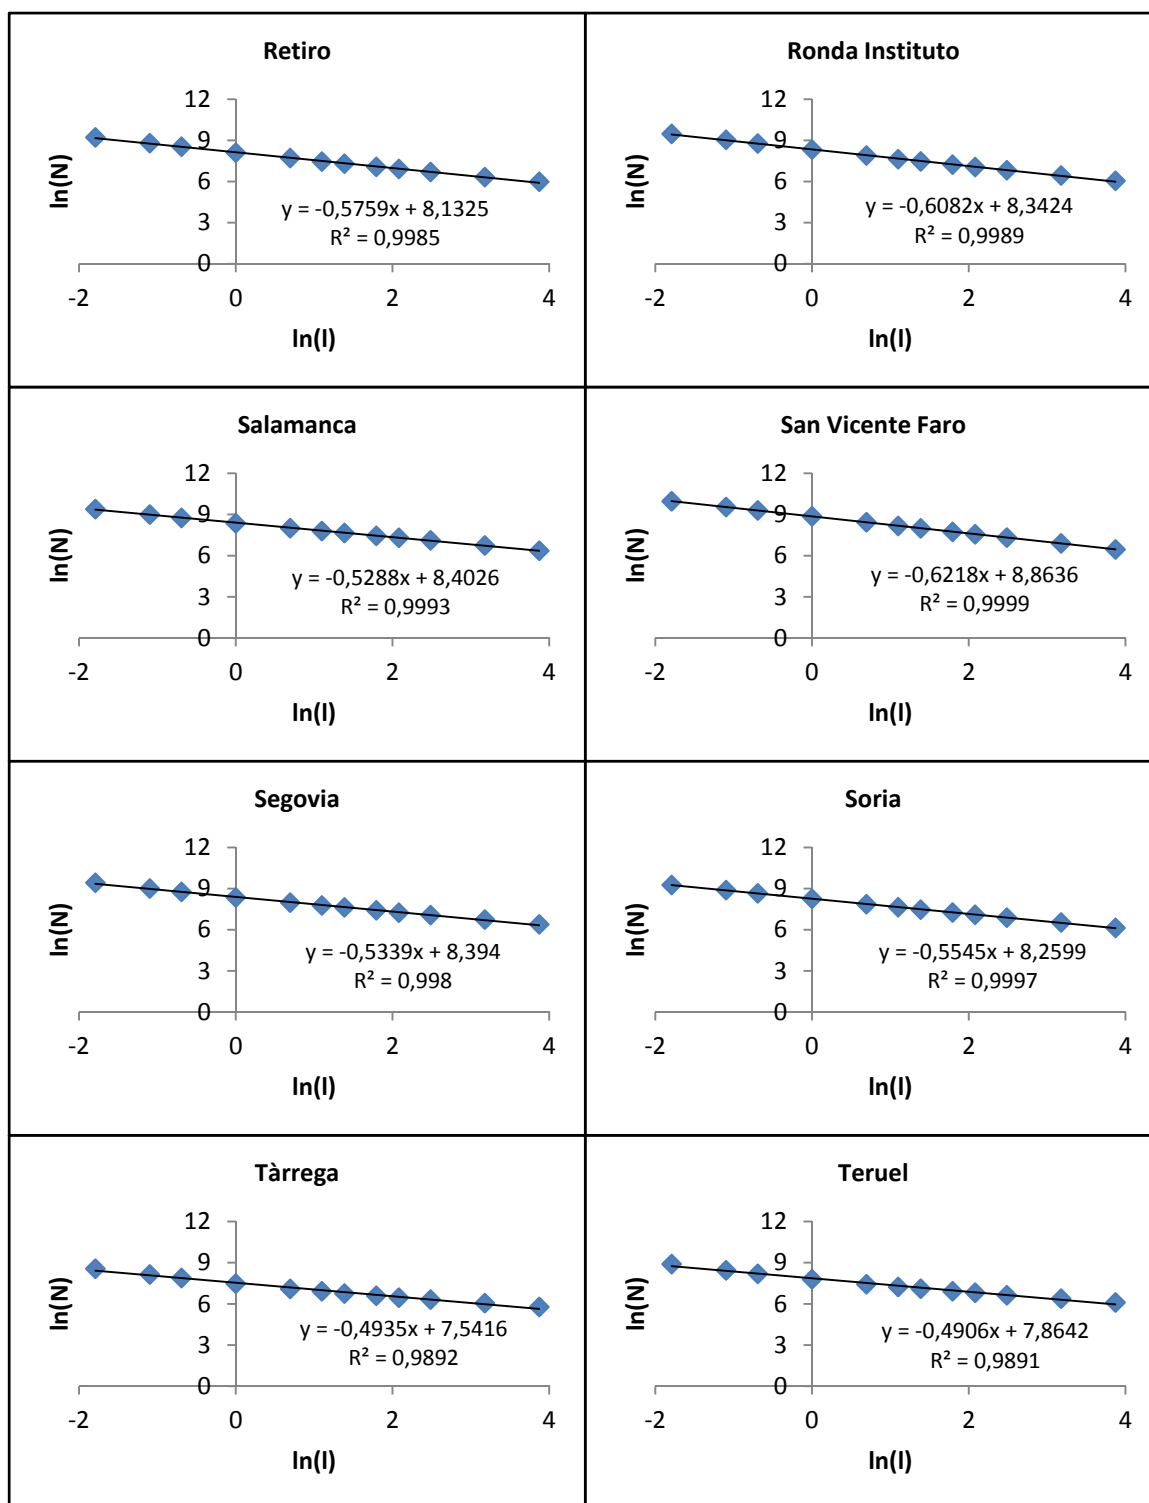 Retiro
12
9
6
3
0
-2 0 2 4
ln(N)
ln(l)
y = -0,5759x + 8,1325
R² = 0,9985
Ronda Instituto
12
9
6
3
0
-2 0 2 4
ln(N)
ln(l)
y = -0,6082x + 8,3424
R² = 0,9989
Salamanca
12
9
6
3
0
-2 0 2 4
ln(N)
ln(l)
y = -0,5288x + 8,4026
R² = 0,9993
San Vicente Faro
12
9
6
3
0
-2 0 2 4
ln(N)
ln(l)
y = -0,6218x + 8,8636
R² = 0,9999
Segovia
12
9
6
3
0
-2 0 2 4
ln(N)
ln(l)
y = -0,5339x + 8,394
R² = 0,998
Soria
12
9
6
3
0
-2 0 2 4
ln(N)
ln(l)
y = -0,5545x + 8,2599
R² = 0,9997
Tàrrega
12
9
6
3
0
-2 0 2 4
ln(N)
ln(l)
y = -0,4935x + 7,5416
R² = 0,9892
Teruel
12
9
6
3
0
-2 0 2 4
ln(N)
ln(l)
y = -0,4906x + 7,8642
R² = 0,9891